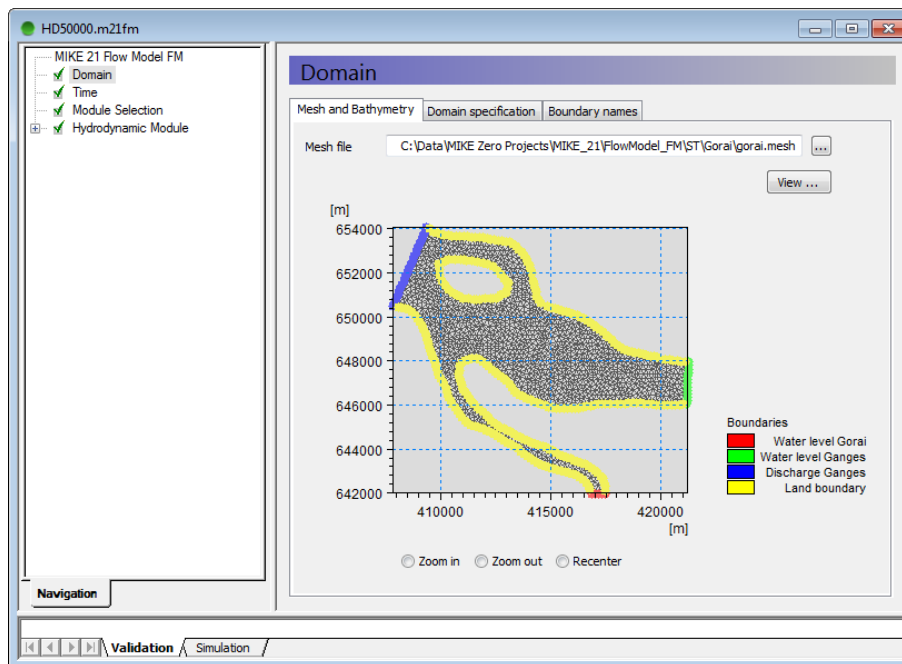 HD50000.m21fm
MIKE 21 Flow Model FM
Domain
Time
Module Selection
Hydrodynamic Module
Navigation
Domain
Mesh and Bathymetry
Domain specification
Boundary names
Mesh file
C:\Data\MIKE Zero Projects\MIKE_21\FlowModel_FM\ST\Gorai\gorai.mesh
...
View ...
[m]
654000
652000
650000
648000
646000
644000
642000
410000
415000
420000
[m]
Boundaries
Water level Gorai
Water level Ganges
Discharge Ganges
Land boundary
Zoom in
Zoom out
Recenter
Validation
Simulation